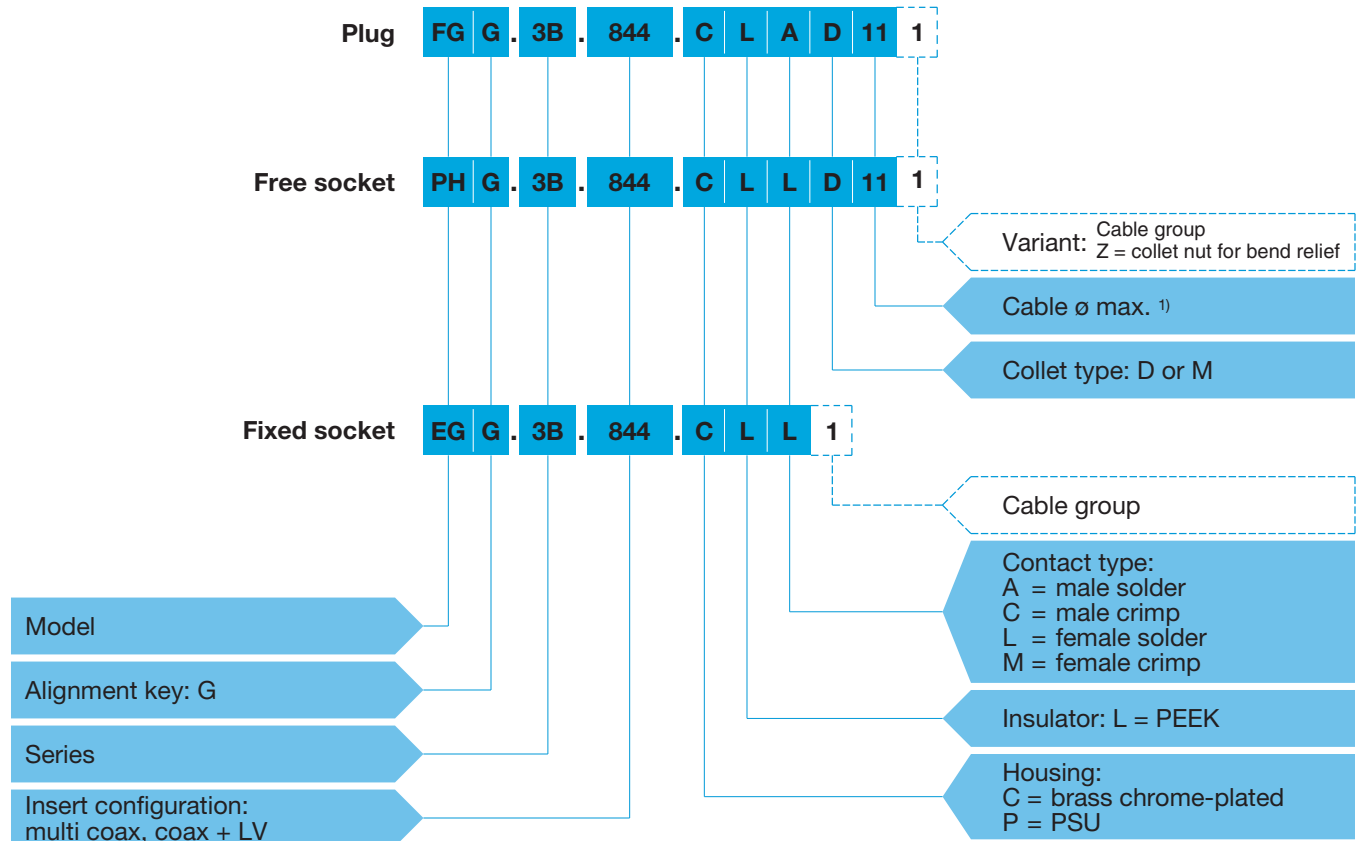 Plug FG G . 3B . 844 . C L A D 11 1
Free socket PH G . 3B . 844 . C L L D 11 1
Variant: Cable group
Z = collet nut for bend relief
Cable ø max. 1)
Collet type: D or M
Fixed socket EG G . 3B . 844 . C L L 1
Cable group
Contact type:
A = male solder
C = male crimp
L = female solder
M = female crimp
Model
Alignment key: G
Insulator: L = PEEK
Series
Housing:
C = brass chrome-plated
P = PSU
Insert configuration:
multi coax, coax + LV